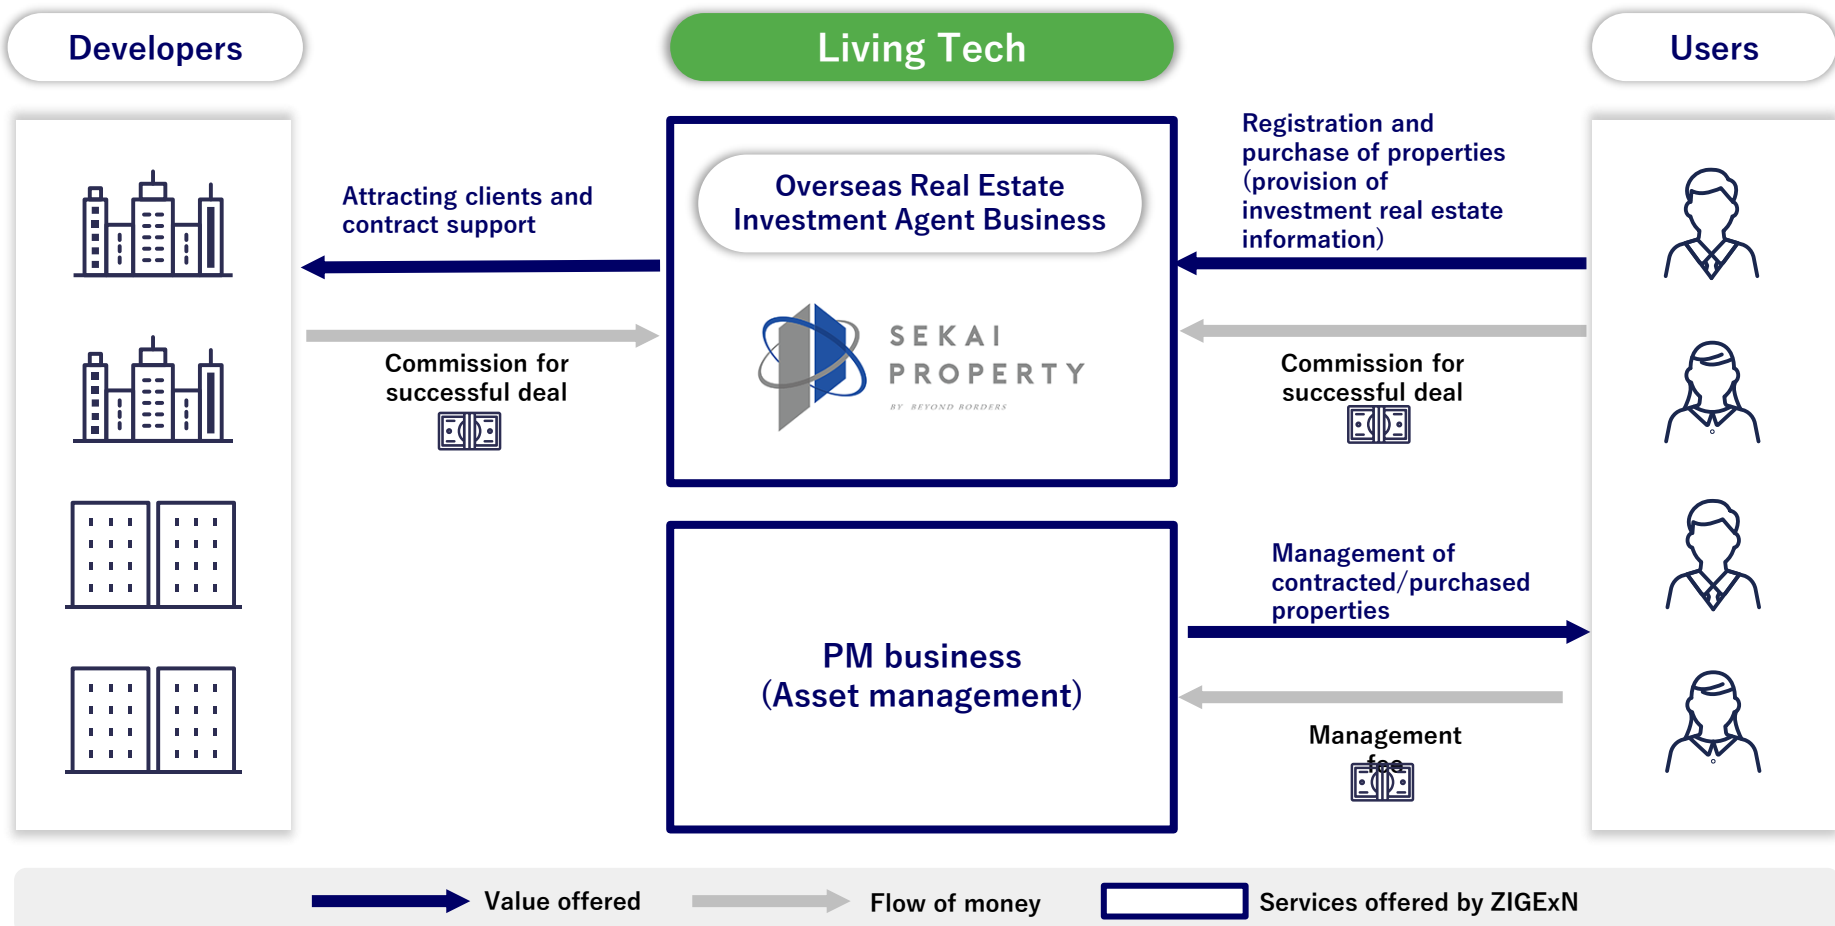 Developers
Living Tech
Users
Attracting clients and
contract support
Commission for
successful deal
Overseas Real Estate
Investment Agent Business
SEKAI
PROPERTY
BY BEYOND BORDERS
Registration and
purchase of properties
(provision of
investment real estate
information)
Commission for
successful deal
PM business
(Asset management)
Management of
contracted/purchased
properties
Management
fee
Value offered
Flow of money
Services offered by ZIGExN